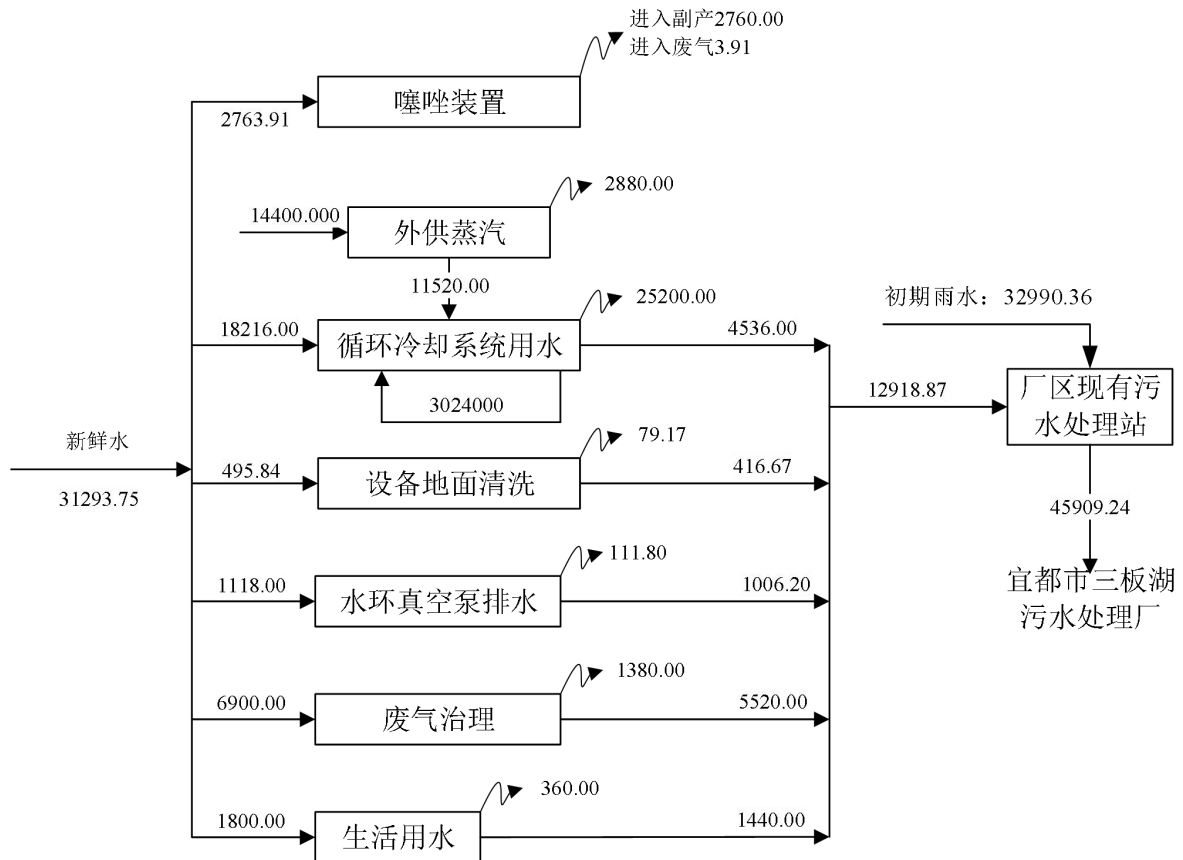 进入副产2760.00
进入废气3.91
噻唑装置
2763.91
2880.00
14400.000
外供蒸汽
11520.00
25200.00
初期雨水：32990.36
18216.00
循环冷却系统用水
4536.00
3024000
12918.87
厂区现有污
水处理站
新鲜水
31293.75
79.17
495.84
设备地面清洗
416.67
45909.24
111.80
1118.00
水环真空泵排水
1006.20
宜都市三板湖
污水处理厂
1380.00
6900.00
废气治理
5520.00
360.00
1800.00
生活用水
1440.00